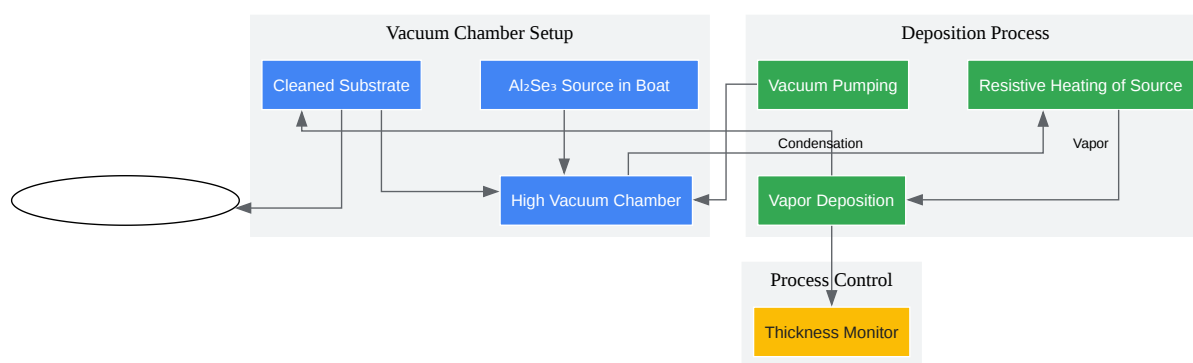 Vacuum Chamber Setup
Deposition Process
Cleaned Substrate
Al₂Se₃ Source in Boat
Vacuum Pumping
Resistive Heating of Source
Condensation
Vapor
High Vacuum Chamber
Vapor Deposition
Process Control
Thickness Monitor